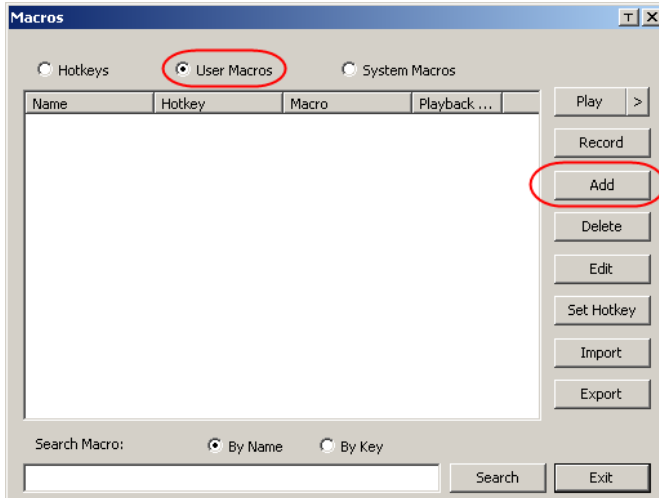 Macros
Hotkeys User Macros System Macros
Name Hotkey Macro Playback ...
Play >
Record
Add
Delete
Edit
Set Hotkey
Import
Export
Search Macro: By Name By Key
Search Exit